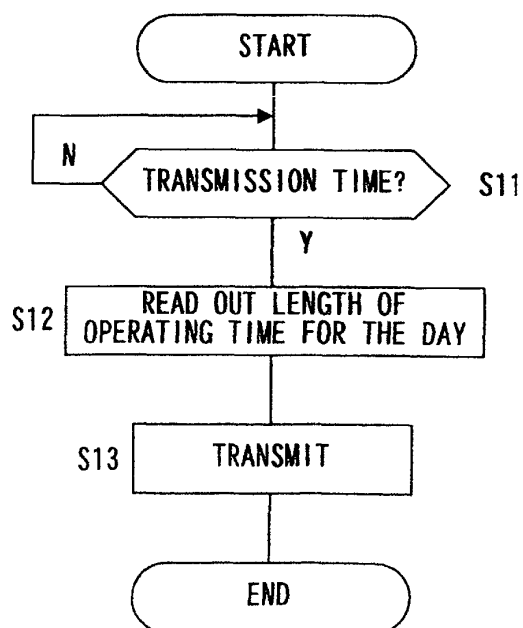 START
N
TRANSMISSION TIME?
S11
Y
S12
READ OUT LENGTH OF
OPERATING TIME FOR THE DAY
S13
TRANSMIT
END